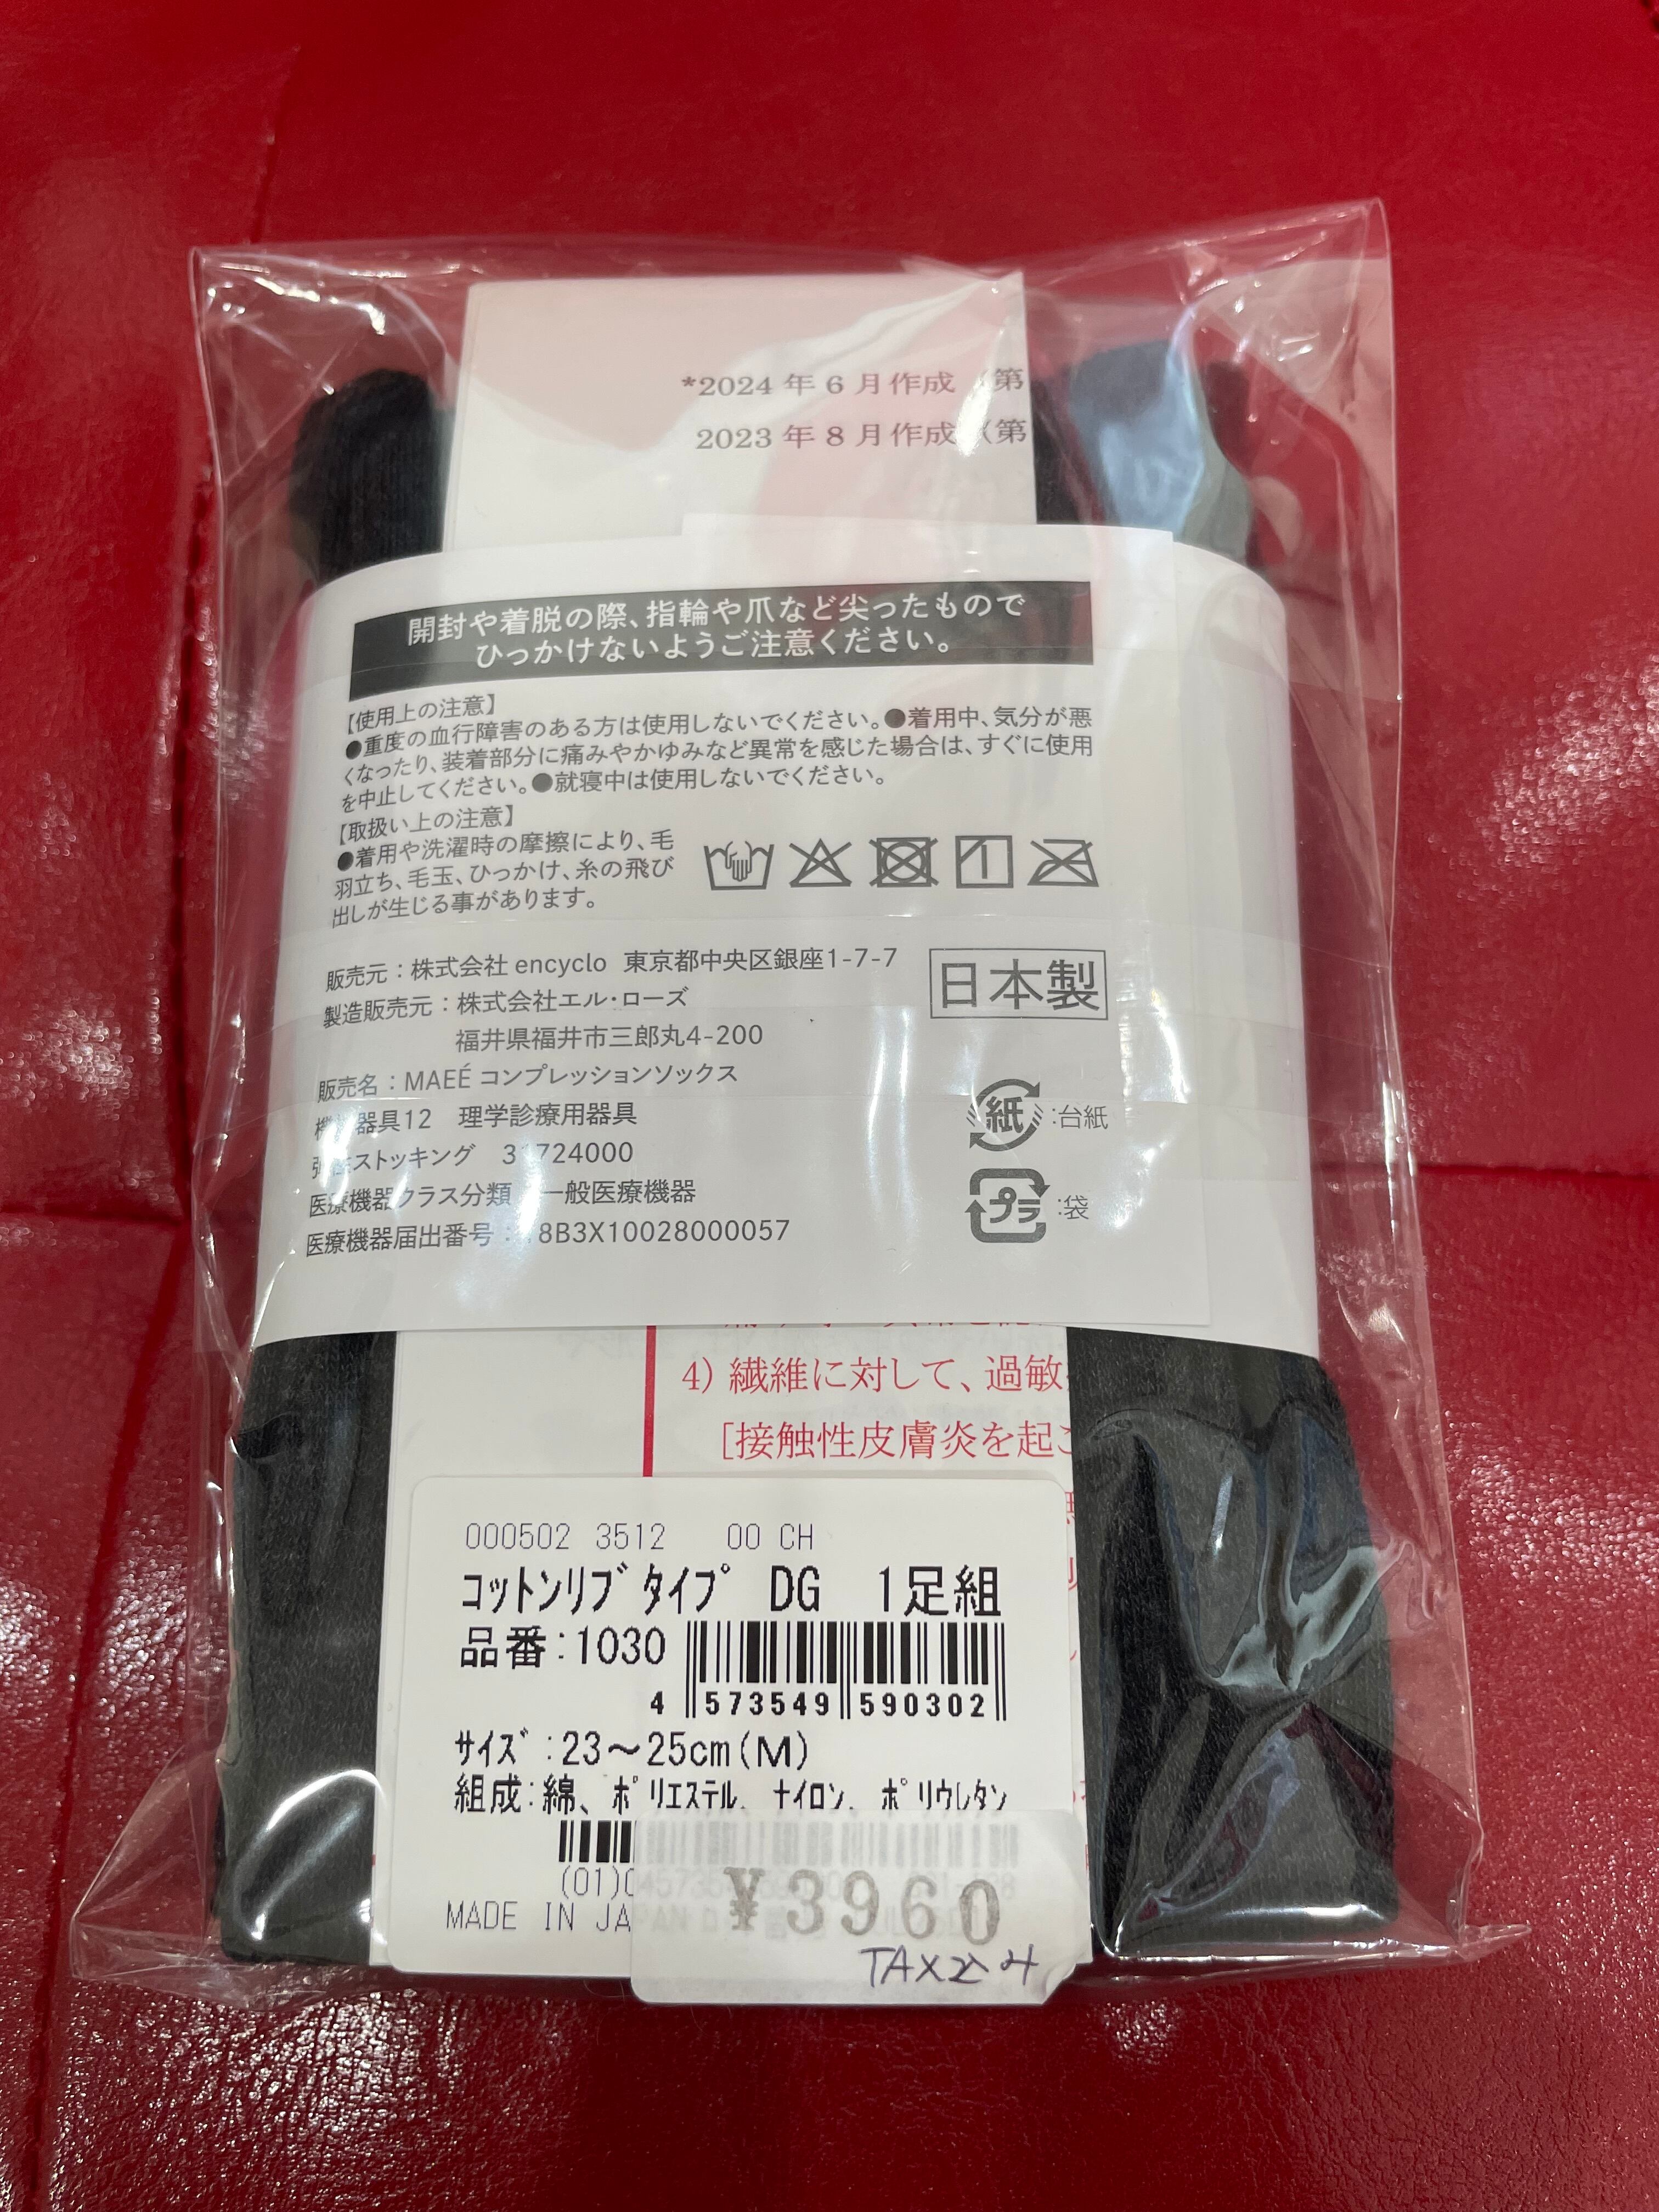 *2024 年 6 月作成（第
2023 年 8 月作成（第
開封や着脱の際、指輪や爪など尖ったもので
ひっかけないようご注意ください。
【使用上の注意】
●重度の血行障害のある方は使用しないでください。●着用中、気分が悪
くなったり、装着部分に痛みやかゆみなど異常を感じた場合は、すぐに使用
を中止してください。●就寝中は使用しないでください。
【取扱い上の注意】
●着用や洗濯時の摩擦により、毛
羽立ち、毛玉、ひっかけ、糸の飛び
出しが生じる事があります。
販売元：株式会社 encyclo 東京都中央区銀座1-7-7
製造販売元：株式会社エル・ローズ
福井県福井市三郎丸4-200
日本製
販売名：MAEÉ コンプレッションソックス
器具12 理学診療用器具
ストッキング 31724000
医療機器クラス分類 一般医療機器
医療機器届出番号： 8B3X10028000057
紙 :台紙
プラ :袋
4) 繊維に対して、過敏
[接触性皮膚炎を起こ
000502 3512 00 CH
ｺｯﾄﾝﾘﾌﾞﾀｲﾌﾟ DG 1足組
品番:1030
4 573549 590302
ｻｲｽﾞ:23～25cm(M)
組成:綿、ﾎﾟﾘｴｽﾃﾙ、ﾅｲﾛﾝ、ﾎﾟﾘｳﾚﾀﾝ
(01)0
MADE IN JAPAN
¥3960
TAX込み